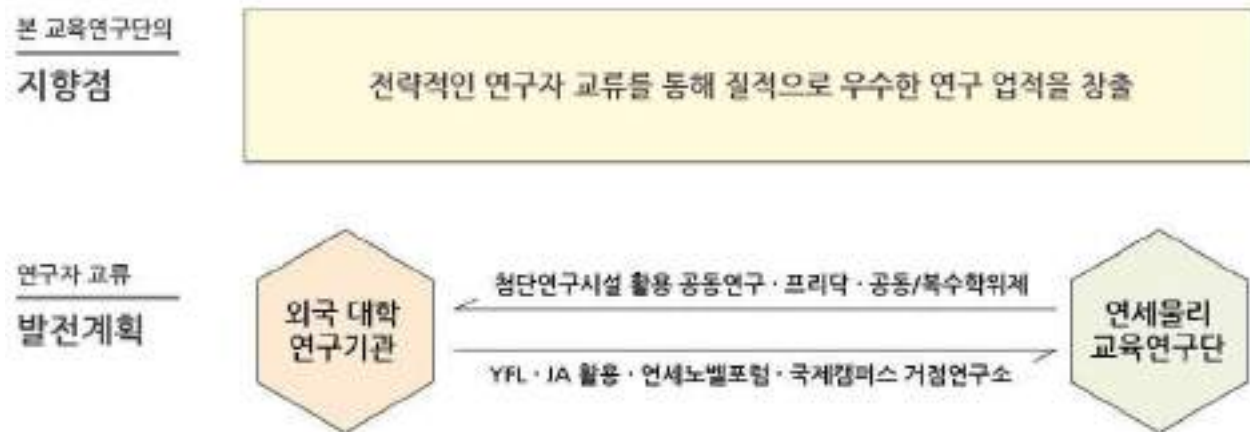 본 교육연구단의
지향점
전략적인 연구자 교류를 통해 질적으로 우수한 연구 업적을 창출
연구자 교류
발전계획
외국 대학
연구기관
첨단연구시설 활용 공동연구 · 프리닥 · 공동/복수학위제
YFL · JA 활용 · 연세노벨포럼 · 국제캠퍼스 거점연구소
연세물리
교육연구단